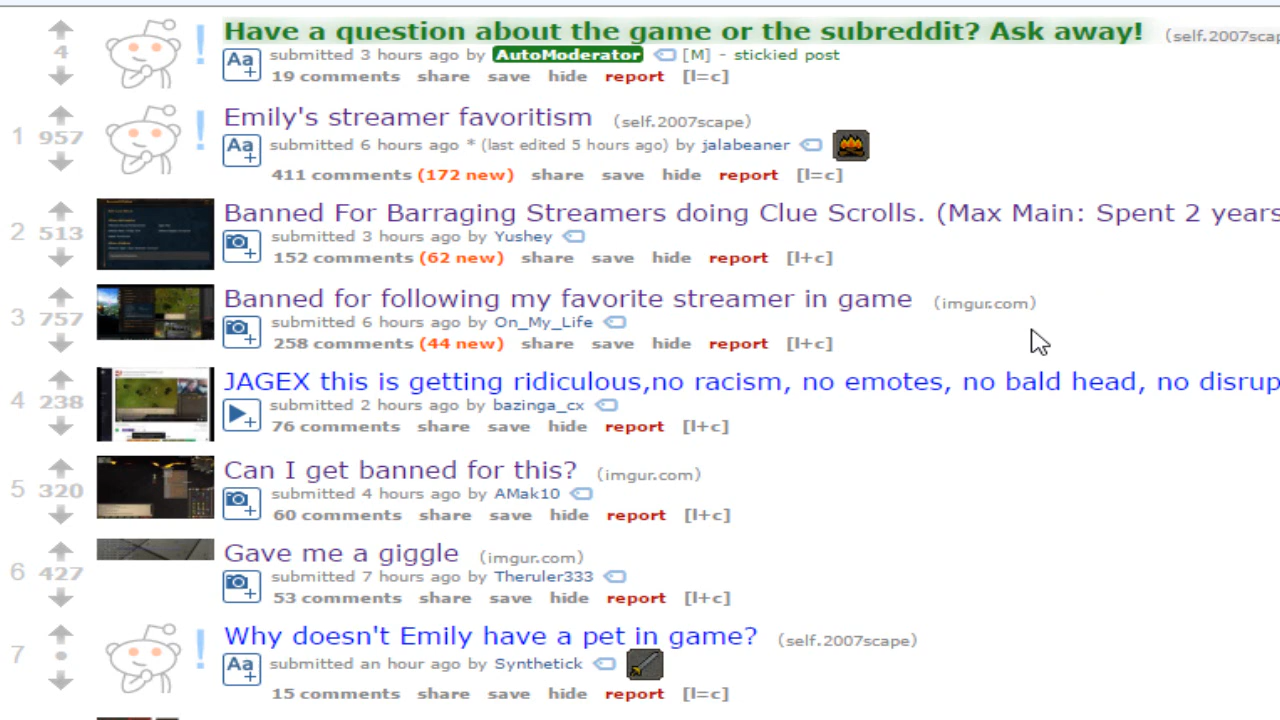 Have a question about the game or the subreddit? Ask away! (self.2007scap
4
Aa+ submitted 3 hours ago by AutoModerator [M] - stickied post
19 comments share save hide report [l=c]
Emily's streamer favoritism (self.2007scape)
1 957
Aa+ submitted 6 hours ago * (last edited 5 hours ago) by jalabeaner
411 comments (172 new) share save hide report [l=c]
Banned For Barraging Streamers doing Clue Scrolls. (Max Main: Spent 2 years
2 513
submitted 3 hours ago by Yushey
152 comments (62 new) share save hide report [l+c]
Banned for following my favorite streamer in game (imgur.com)
3 757
submitted 6 hours ago by On_My_Life
258 comments (44 new) share save hide report [l+c]
JAGEX this is getting ridiculous,no racism, no emotes, no bald head, no disrup
4 238
submitted 2 hours ago by bazinga_cx
76 comments share save hide report [l+c]
Can I get banned for this? (imgur.com)
5 320
submitted 4 hours ago by AMak10
60 comments share save hide report [l+c]
Gave me a giggle (imgur.com)
6 427
submitted 7 hours ago by Theruler333
53 comments share save hide report [l+c]
Why doesn't Emily have a pet in game? (self.2007scape)
7 •
Aa+ submitted an hour ago by Synthetick
15 comments share save hide report [l=c]